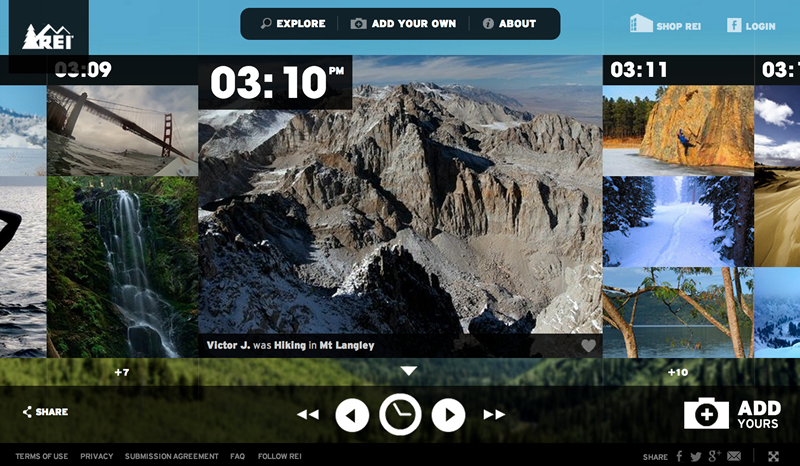 REI
EXPLORE
ADD YOUR OWN
ABOUT
SHOP REI
LOGIN
03:09
03:10 PM
03:11
Victor J. was Hiking in Mt Langley
+7
+10
SHARE
ADD
YOURS
TERMS OF USE
PRIVACY
SUBMISSION AGREEMENT
FAQ
FOLLOW REI
SHARE